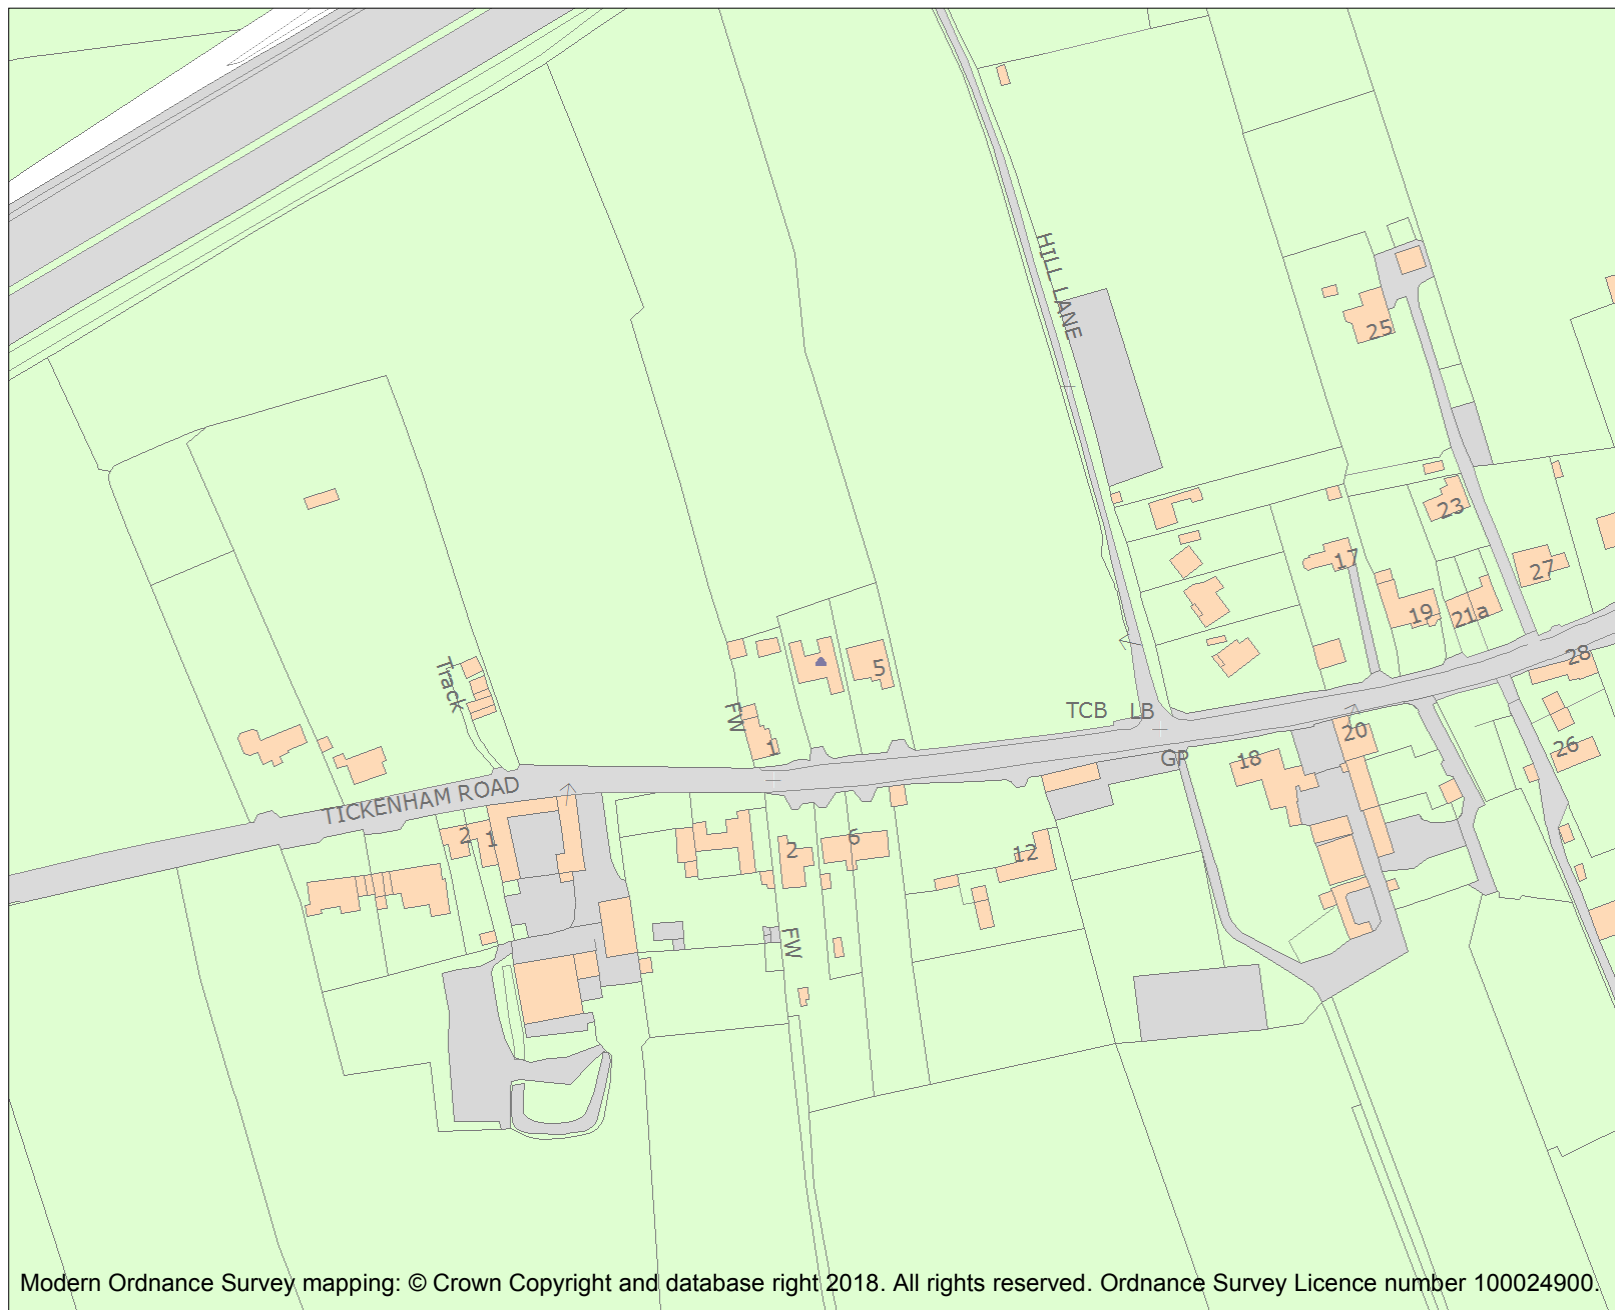 HILL LANE
25
23
17
27
19
21a
28
Track
5
FW
1
TCB
LB
GP
20
18
26
TICKENHAM ROAD
2
1
2
6
12
FW
Modern Ordnance Survey mapping: © Crown Copyright and database right 2018. All rights reserved. Ordnance Survey Licence number 100024900.